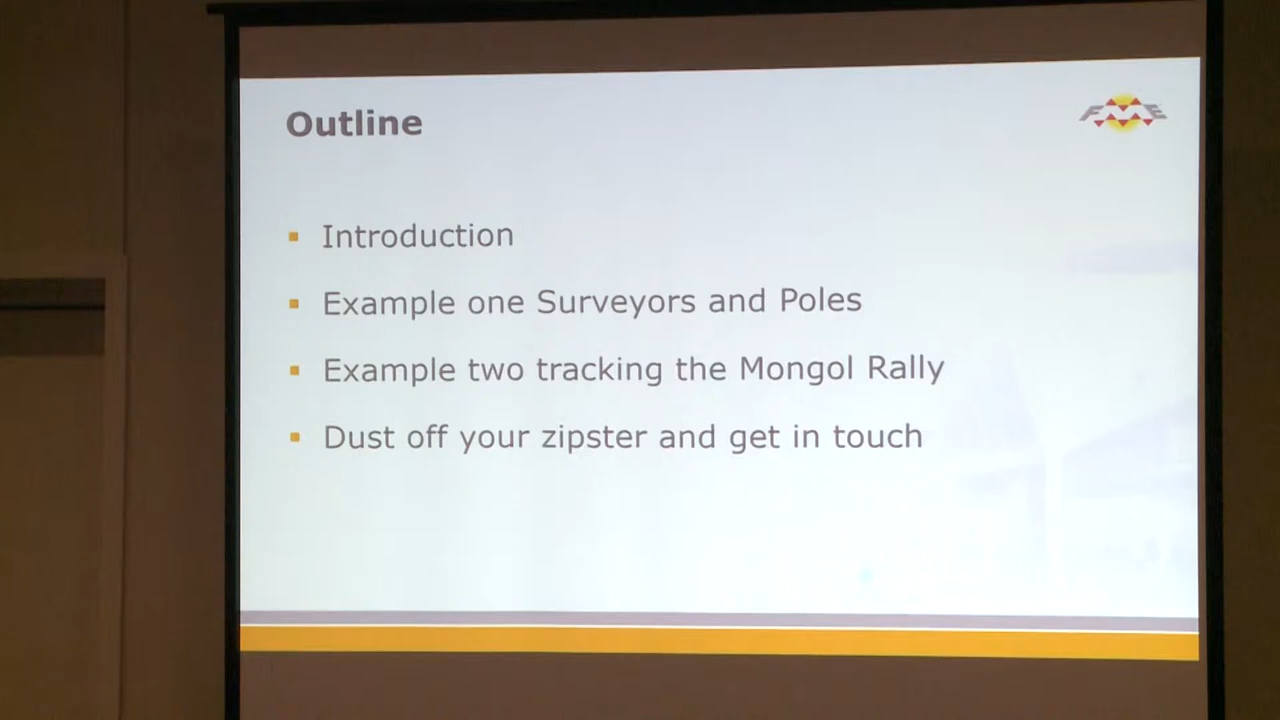 Outline
FME
Introduction
Example one Surveyors and Poles
Example two tracking the Mongol Rally
Dust off your zipster and get in touch